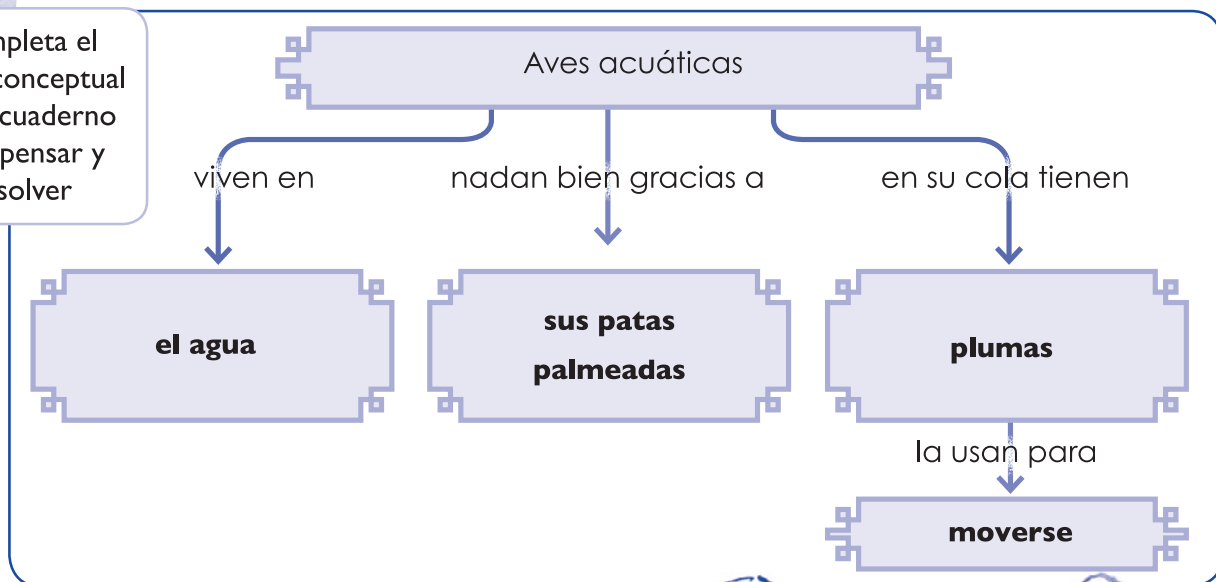 mpleta el
conceptual
cuaderno
pensar y
solver
Aves acuáticas
viven en
nadan bien gracias a
en su cola tienen
el agua
sus patas
palmeadas
plumas
la usan para
moverse